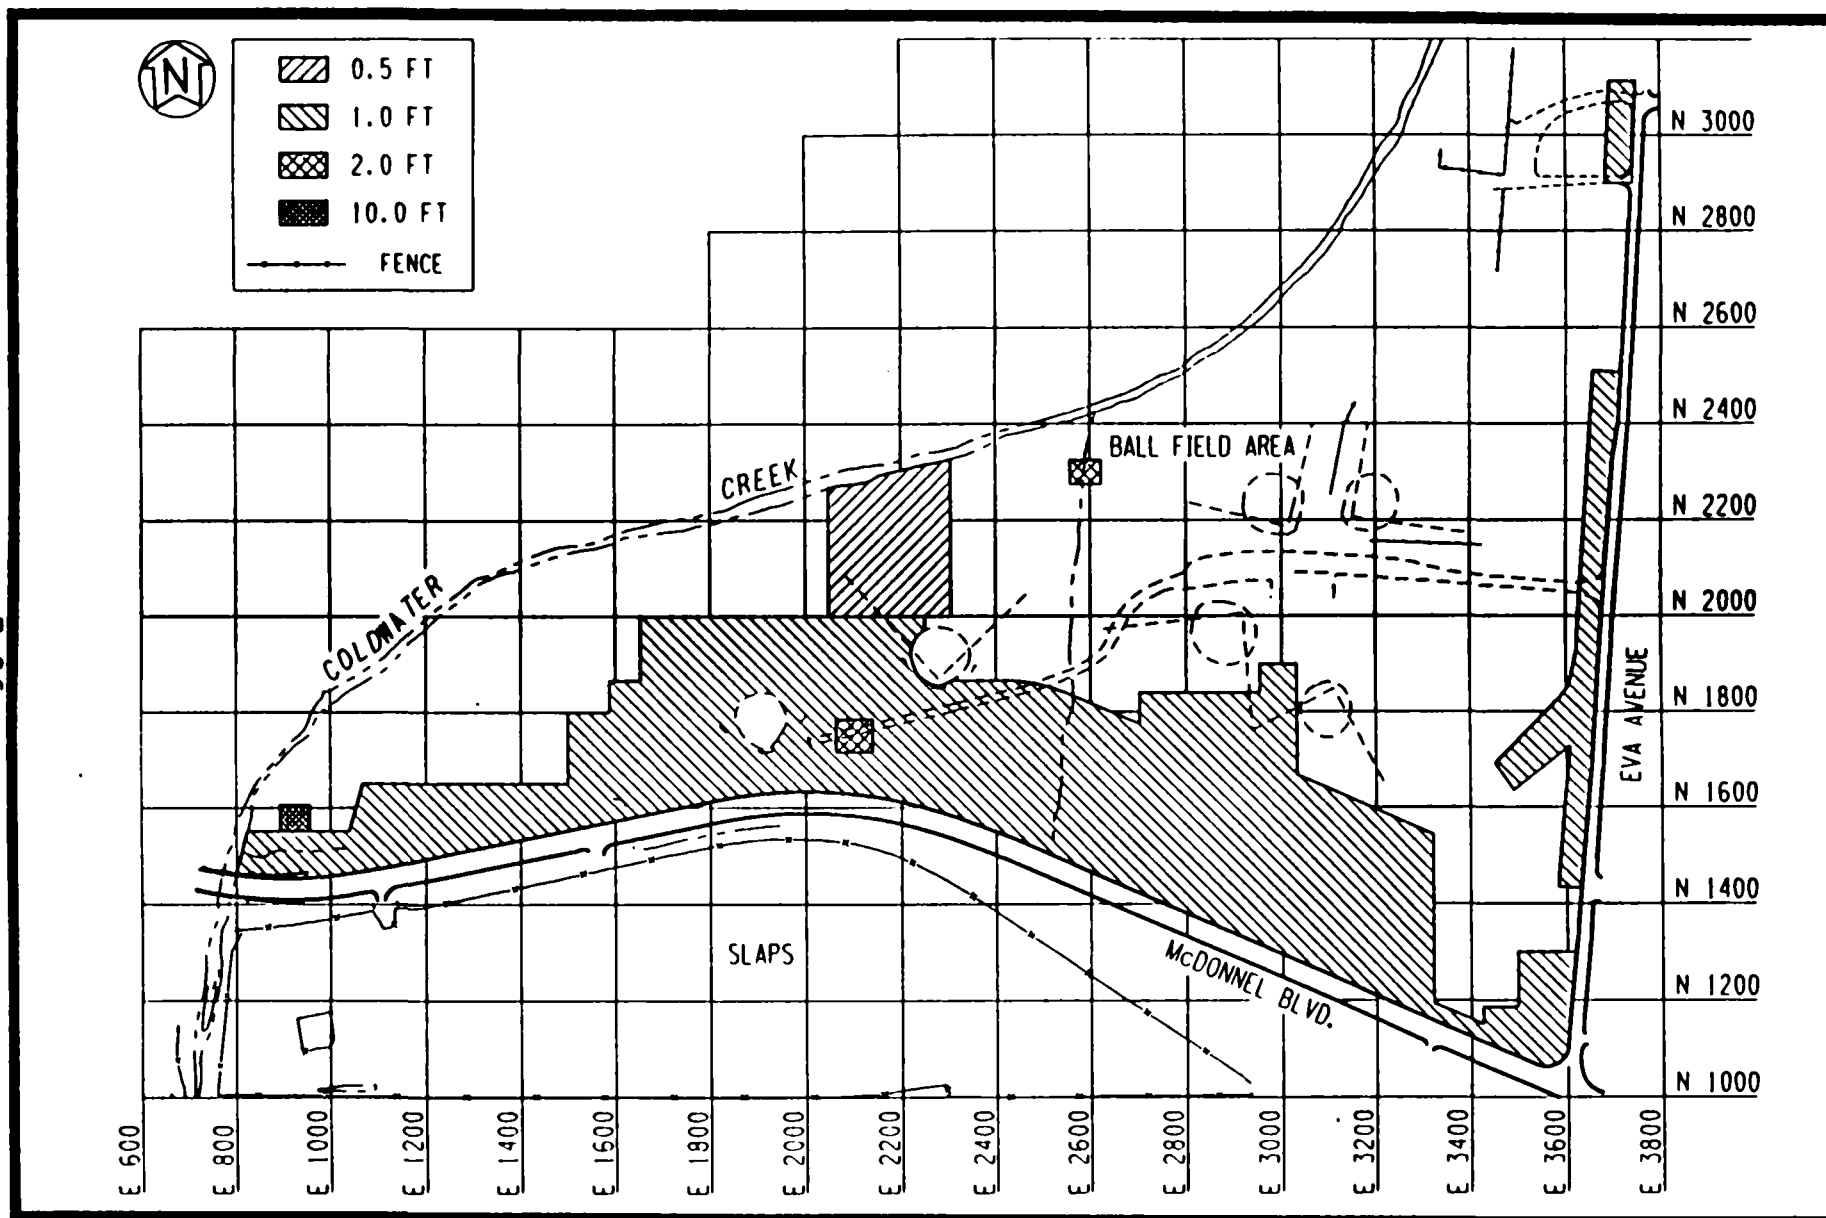 N
0.5 FT
1.0 FT
2.0 FT
10.0 FT
FENCE
N 3000
N 2800
N 2600
N 2400
N 2200
N 2000
N 1800
N 1600
N 1400
N 1200
N 1000
BALL FIELD AREA
COLDWATER CREEK
EVA AVENUE
SLAPS
McDONNEL BLVD.
E 600
E 800
E 1000
E 1200
E 1400
E 1600
E 1800
E 2000
E 2200
E 2400
E 2600
E 2800
E 3000
E 3200
E 3400
E 3600
E 3800